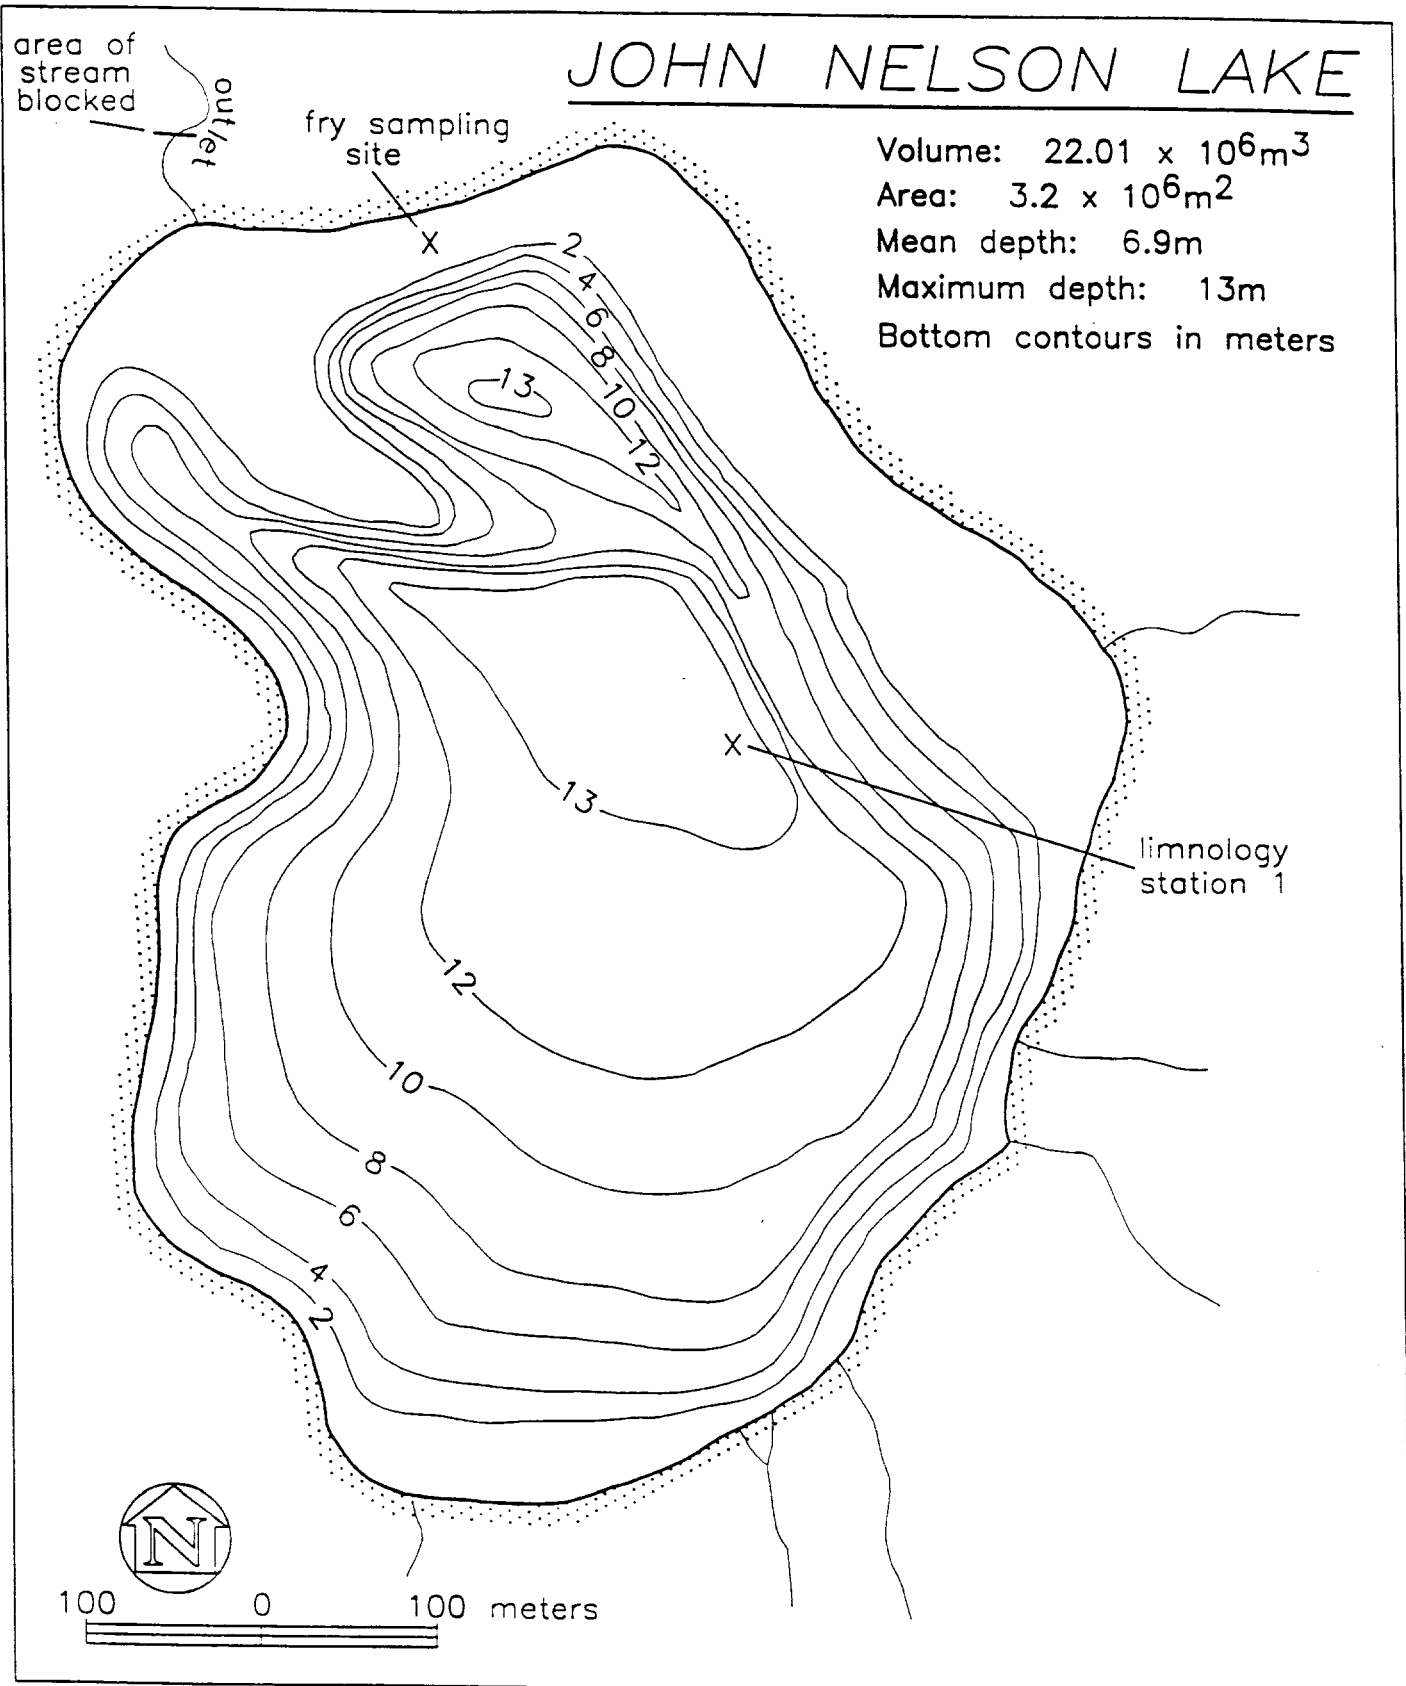 JOHN NELSON LAKE
area of
stream
blocked
outlet
fry sampling
site
Volume: 22.01 x 10⁶m³
Area: 3.2 x 10⁶m²
Mean depth: 6.9m
Maximum depth: 13m
Bottom contours in meters
X
2
4
6
8
10
12
13
X
13
limnology
station 1
12
10
8
6
4
2
N
100 0 100 meters